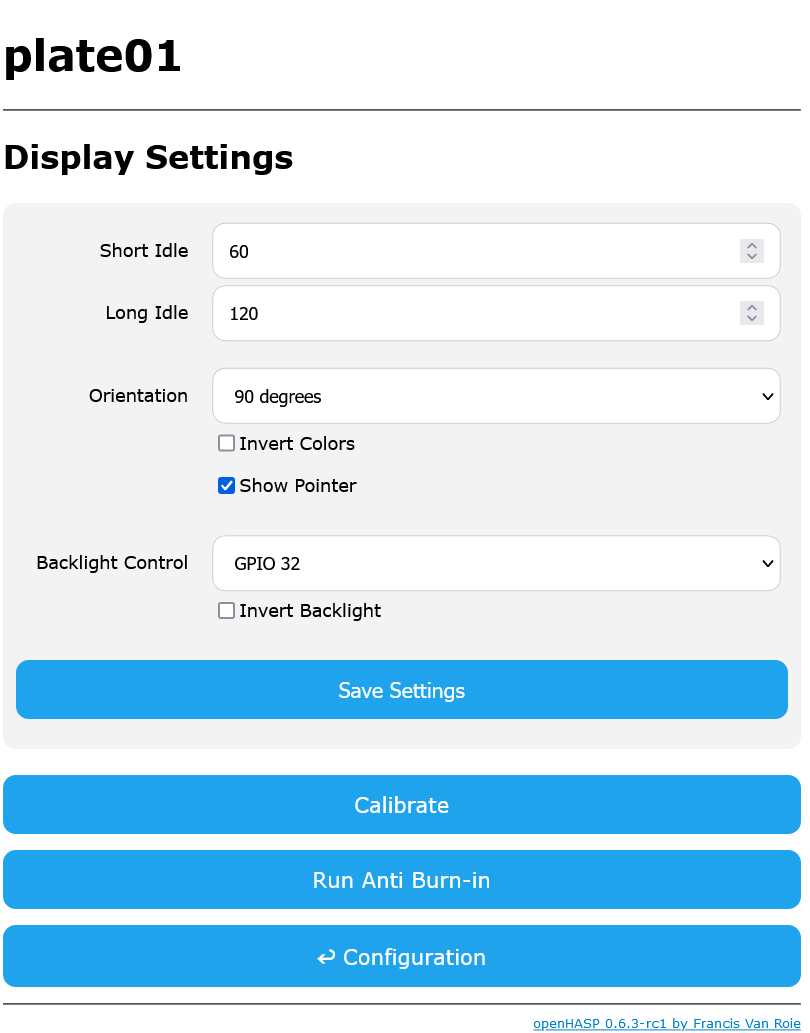 plate01
Display Settings
Short Idle 60
Long Idle 120
Orientation 90 degrees
Invert Colors
Show Pointer
Backlight Control GPIO 32
Invert Backlight
Save Settings
Calibrate
Run Anti Burn-in
↩ Configuration
openHASP 0.6.3-rc1 by Francis Van Roie